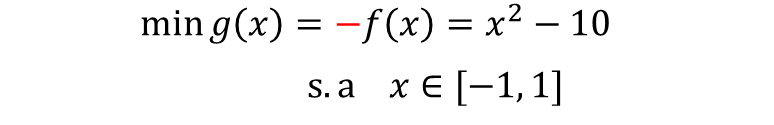 min g(x) = −f(x) = x² − 10
s. a x ∈ [−1, 1]